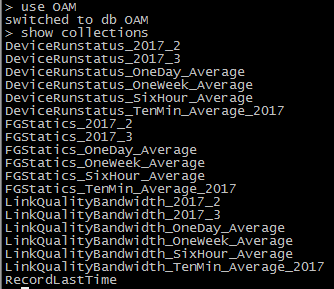 > use OAM
switched to db OAM
> show collections
DeviceRunstatus_2017_2
DeviceRunstatus_2017_3
DeviceRunstatus_OneDay_Average
DeviceRunstatus_OneWeek_Average
DeviceRunstatus_SixHour_Average
DeviceRunstatus_TenMin_Average_2017
FGStatics_2017_2
FGStatics_2017_3
FGStatics_OneDay_Average
FGStatics_OneWeek_Average
FGStatics_SixHour_Average
FGStatics_TenMin_Average_2017
LinkQualityBandwidth_2017_2
LinkQualityBandwidth_2017_3
LinkQualityBandwidth_OneDay_Average
LinkQualityBandwidth_OneWeek_Average
LinkQualityBandwidth_SixHour_Average
LinkQualityBandwidth_TenMin_Average_2017
RecordLastTime